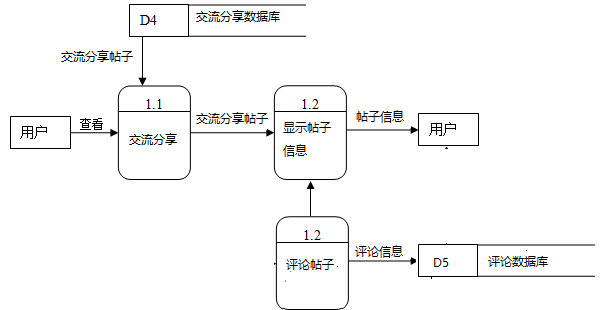 D4
交流分享数据库
交流分享帖子
1.1
1.2
用户
查看
交流分享
交流分享帖子
显示帖子
信息
帖子信息
用户
1.2
评论帖子
评论信息
D5
评论数据库